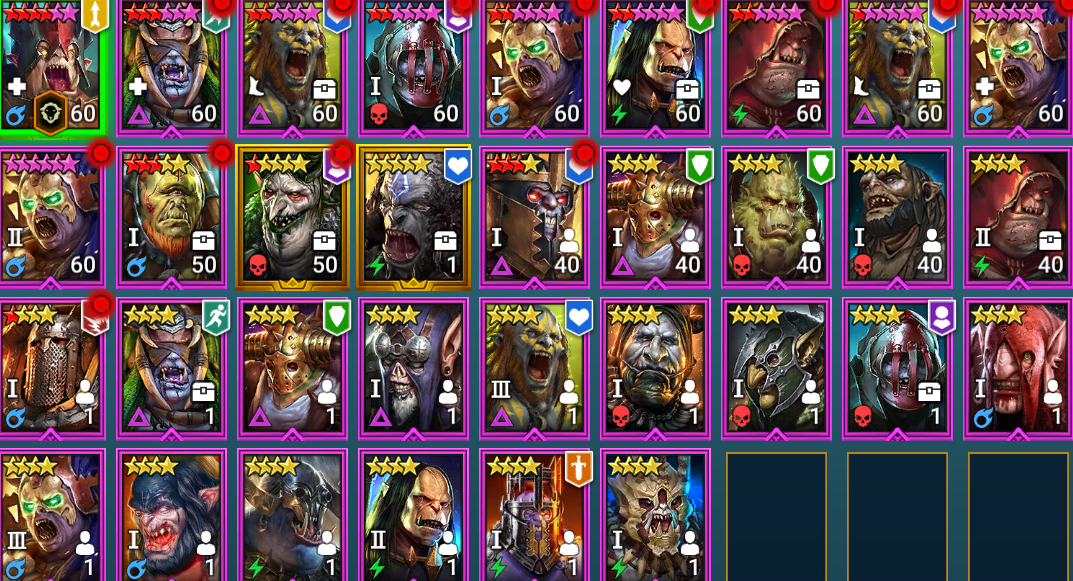 60 60 60 I 60 I 60 60 60 60 60
II 60 I 50 50 1 I 40 I 40 I 40 I 40 II 40
I 1 1 I 1 I 1 III 1 I 1 I 1 1 I 1
III 1 I 1 I 1 II 1 I 1 I 1